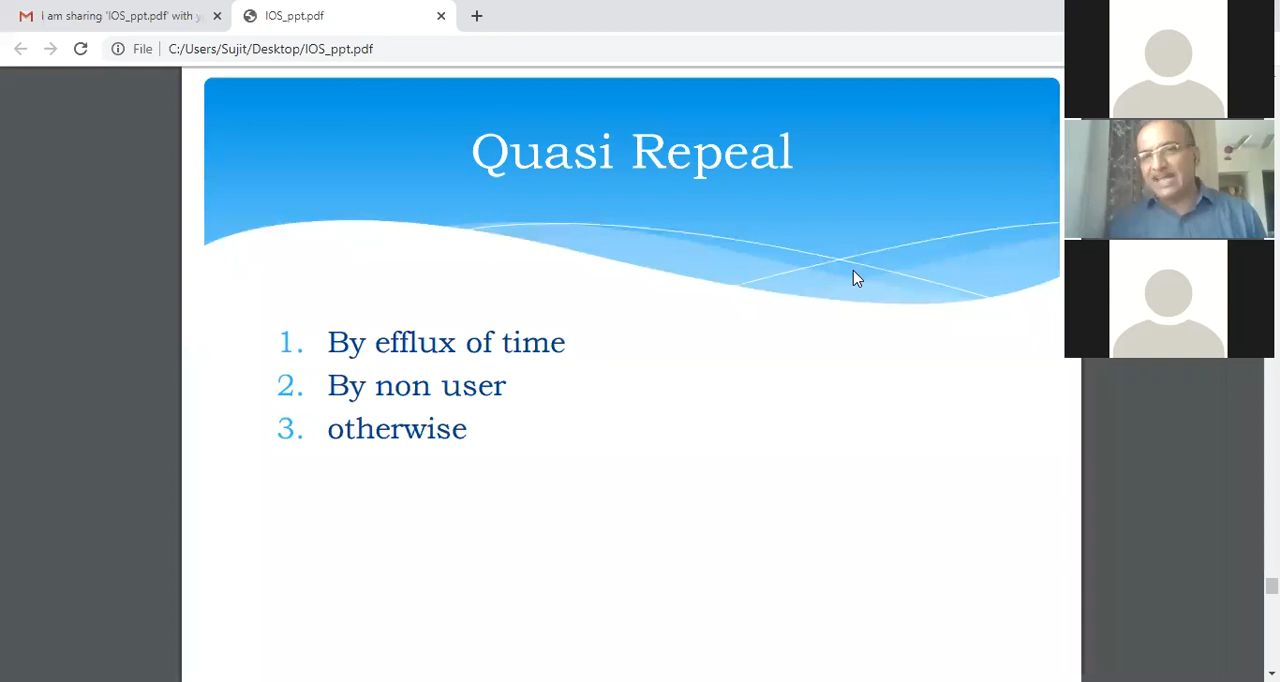 I am sharing 'IOS_ppt.pdf' with
IOS_ppt.pdf
File
C:/Users/Sujit/Desktop/IOS_ppt.pdf
Quasi Repeal
1. By efflux of time
2. By non user
3. otherwise